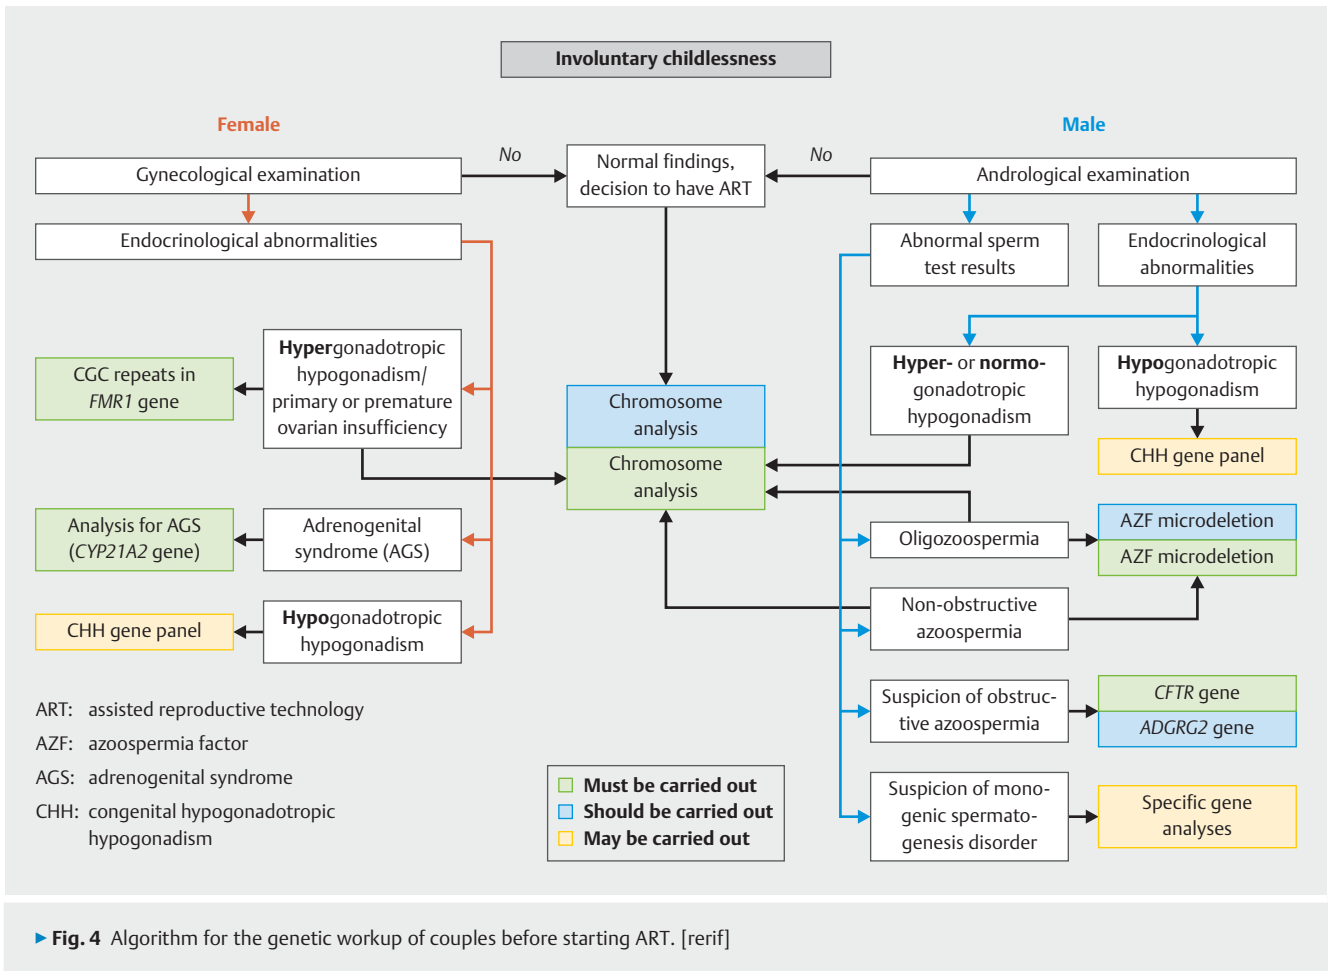 Involuntary childlessness
Female
Male
Gynecological examination
No
Normal findings,
decision to have ART
No
Andrological examination
Endocrinological abnormalities
Abnormal sperm
test results
Endocrinological
abnormalities
Hypergonadotropic
hypogonadism/
primary or premature
ovarian insufficiency
CGC repeats in
FMR1 gene
Chromosome
analysis
Chromosome
analysis
Hyper- or normo-
gonadotropic
hypogonadism
Hypogonadotropic
hypogonadism
CHH gene panel
Analysis for AGS
(CYP21A2 gene)
Adrenogenital
syndrome (AGS)
Oligozoospermia
AZF microdeletion
AZF microdeletion
CHH gene panel
Hypogonadotropic
hypogonadism
Non-obstructive
azoospermia
Suspicion of obstruc-
tive azoospermia
CFTR gene
ADGRG2 gene
Suspicion of mono-
genic spermato-
genesis disorder
Specific gene
analyses
ART: assisted reproductive technology
AZF: azoospermia factor
AGS: adrenogenital syndrome
CHH: congenital hypogonadotropic
hypogonadism
Must be carried out
Should be carried out
May be carried out
Fig. 4 Algorithm for the genetic workup of couples before starting ART. [rerif]